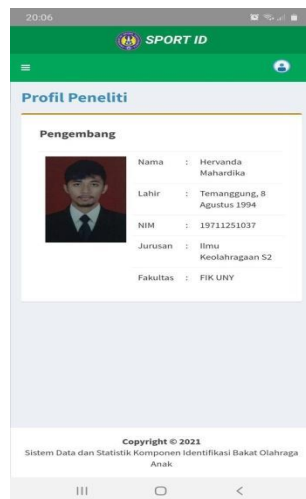 20:06
SPORT ID
Profil Peneliti
Pengembang
Nama : Hervanda
Mahardika
Lahir : Temanggung, 8
Agustus 1994
NIM : 19711251037
Jurusan : Ilmu
Keolahragaan S2
Fakultas : FIK UNY
Copyright © 2021
Sistem Data dan Statistik Komponen Identifikasi Bakat Olahraga
Anak